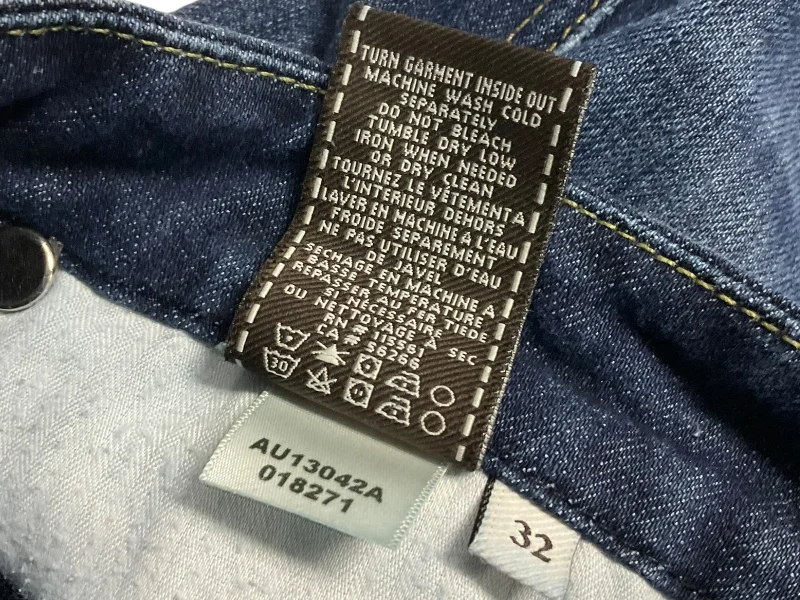 TURN GARMENT INSIDE OUT
MACHINE WASH COLD
SEPARATELY
DO NOT BLEACH
TUMBLE DRY LOW
IRON WHEN NEEDED
OR DRY CLEAN
TOURNEZ LE VÊTEMENT A
L'INTERIEUR DEHORS
LAVER EN MACHINE À L'EAU
FROIDE SEPAREMENT
NE PAS UTILISER D'EAU
DE JAVEL
SECHAGE EN MACHINE A
BASSE TEMPERATURE
REPASSER AU FER TIEDE
SI NÉCESSAIRE
OU NETTOYAGE À SEC
RN # 115561
CA # 56266
30
AU13042A
018271
32